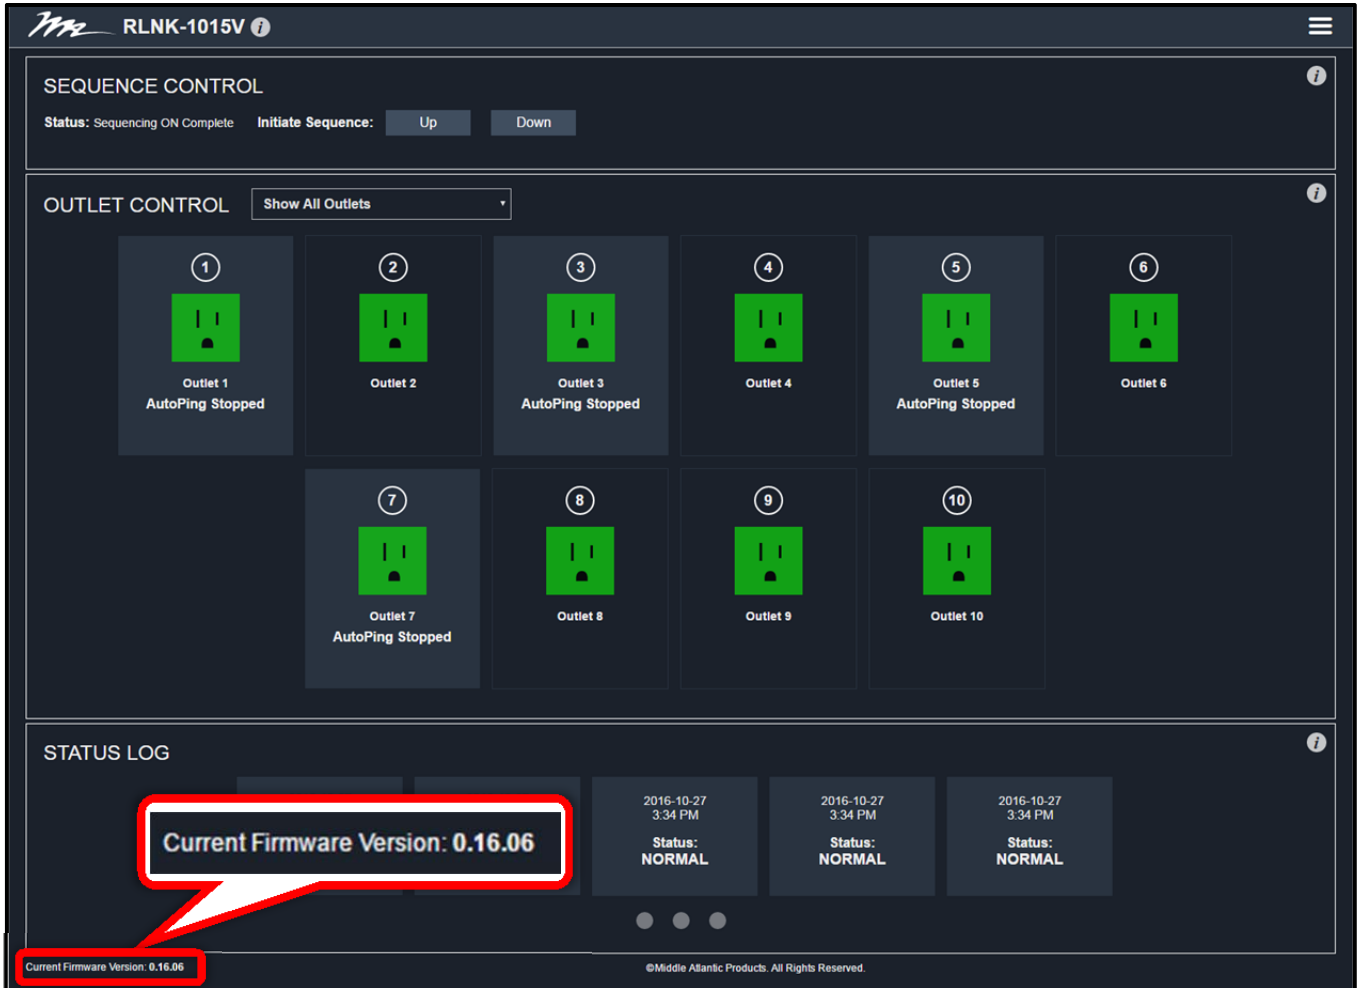 RLNK-1015V i
SEQUENCE CONTROL i
Status: Sequencing ON Complete Initiate Sequence: Up Down
OUTLET CONTROL Show All Outlets i
1 2 3 4 5 6
Outlet 1 Outlet 2 Outlet 3 Outlet 4 Outlet 5 Outlet 6
AutoPing Stopped AutoPing Stopped AutoPing Stopped
7 8 9 10
Outlet 7 Outlet 8 Outlet 9 Outlet 10
AutoPing Stopped
STATUS LOG i
2016-10-27 2016-10-27 2016-10-27
3:34 PM 3:34 PM 3:34 PM
Status: Status: Status:
NORMAL NORMAL NORMAL
Current Firmware Version: 0.16.06
Current Firmware Version: 0.16.06 ©Middle Atlantic Products. All Rights Reserved.